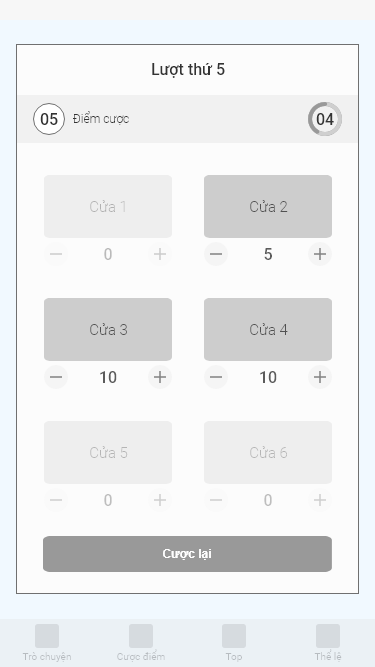 Lượt thứ 5
05 Điểm cược 04
Cửa 1 Cửa 2
0 5
Cửa 3 Cửa 4
10 10
Cửa 5 Cửa 6
0 0
Cược lại
Trò chuyện Cược điểm Top Thể lệ